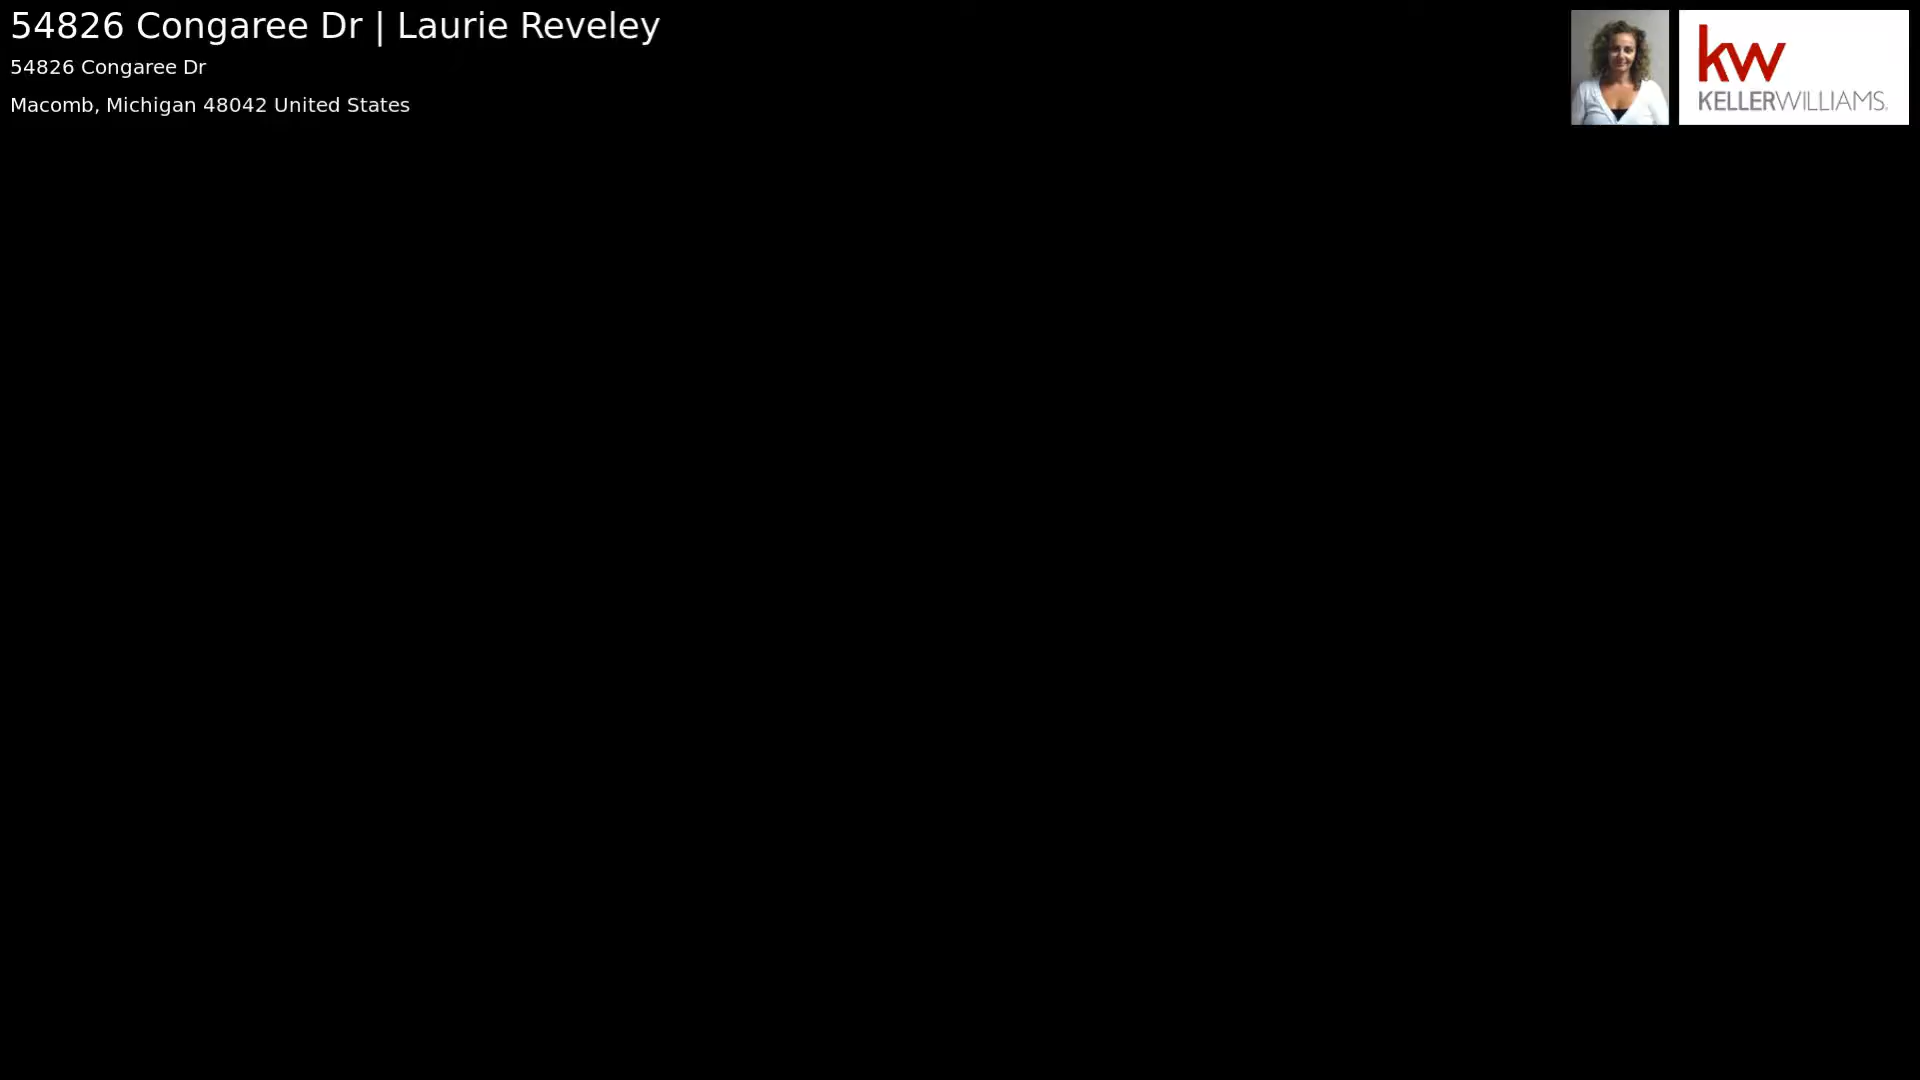 54826 Congaree Dr | Laurie Reveley
54826 Congaree Dr
Macomb, Michigan 48042 United States
kw
KELLERWILLIAMS.